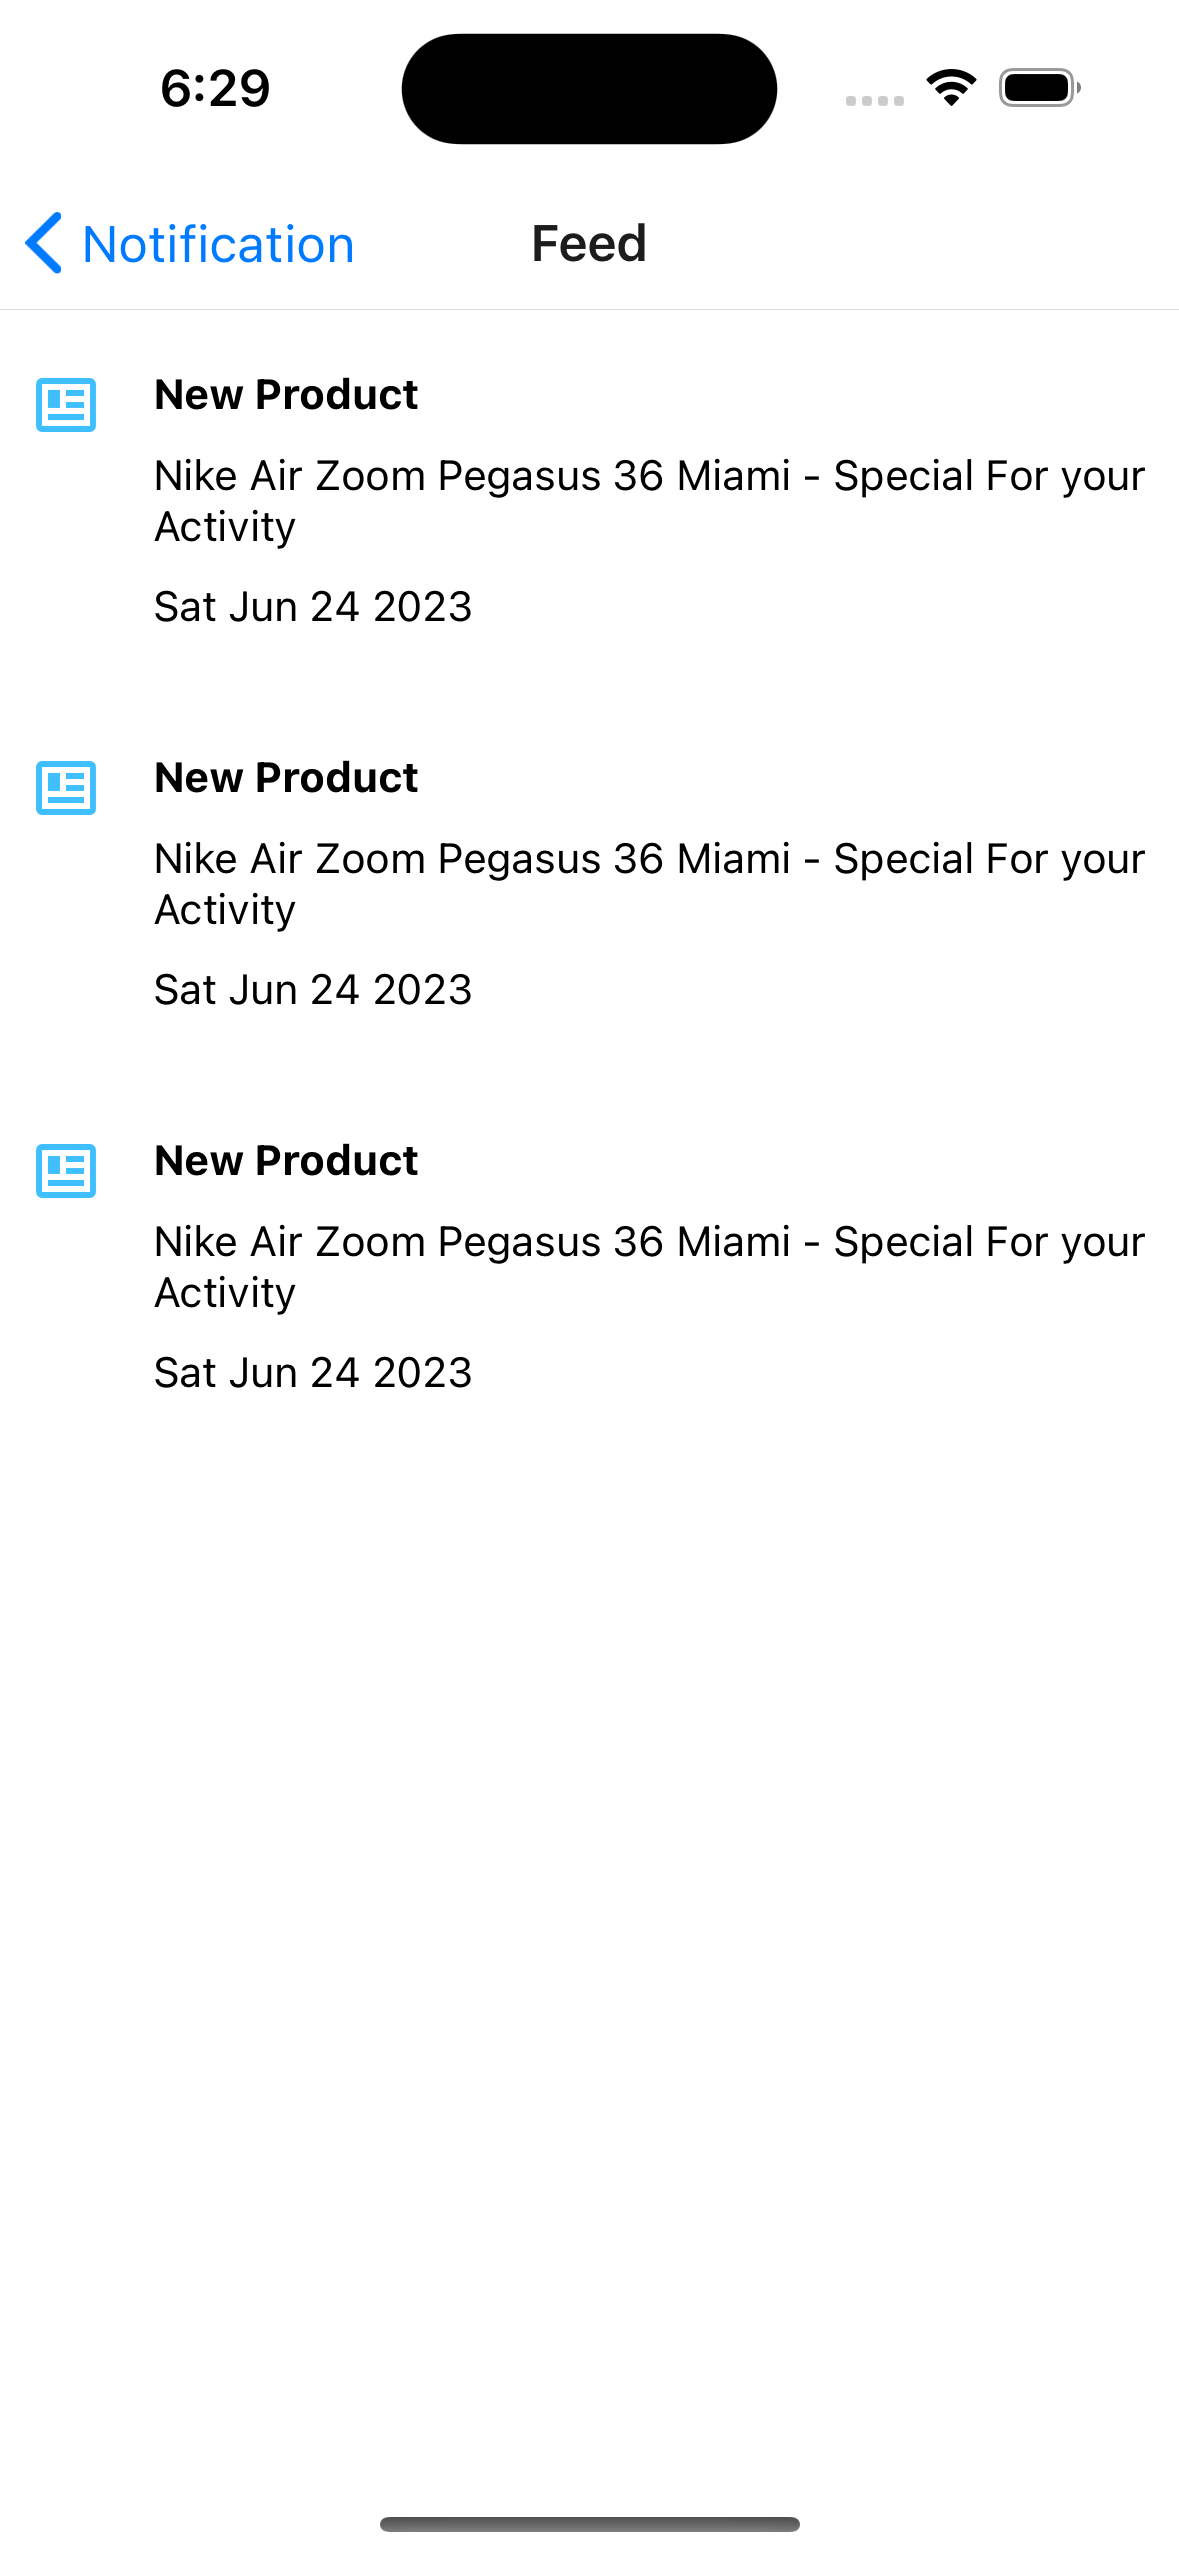 6:29
Notification
Feed
New Product
Nike Air Zoom Pegasus 36 Miami - Special For your
Activity
Sat Jun 24 2023
New Product
Nike Air Zoom Pegasus 36 Miami - Special For your
Activity
Sat Jun 24 2023
New Product
Nike Air Zoom Pegasus 36 Miami - Special For your
Activity
Sat Jun 24 2023